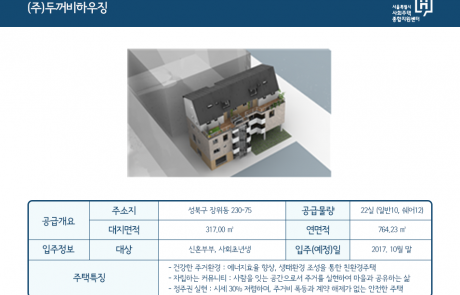 (주)두꺼비하우징
서울특별시
사회주택
종합지원센터
공급개요
주소지
성북구 장위동 230-75
공급물량
22실 (일반10, 쉐어12)
대지면적
317.00 ㎡
연면적
764.23 ㎡
입주정보
대상
신혼부부, 사회초년생
입주(예정)일
2017. 10월 말
주택특징
- 건강한 주거환경 : 에너지효율 향상, 생태환경 조성을 통한 친환경주택
- 자립하는 커뮤니티 : 사람을 잇는 공간으로서 주거를 실현하여 마을과 공유하는 삶
- 정주권 실현 : 시세 30% 저렴하며, 주거비 폭등과 계약 해제가 없는 안전한 주택